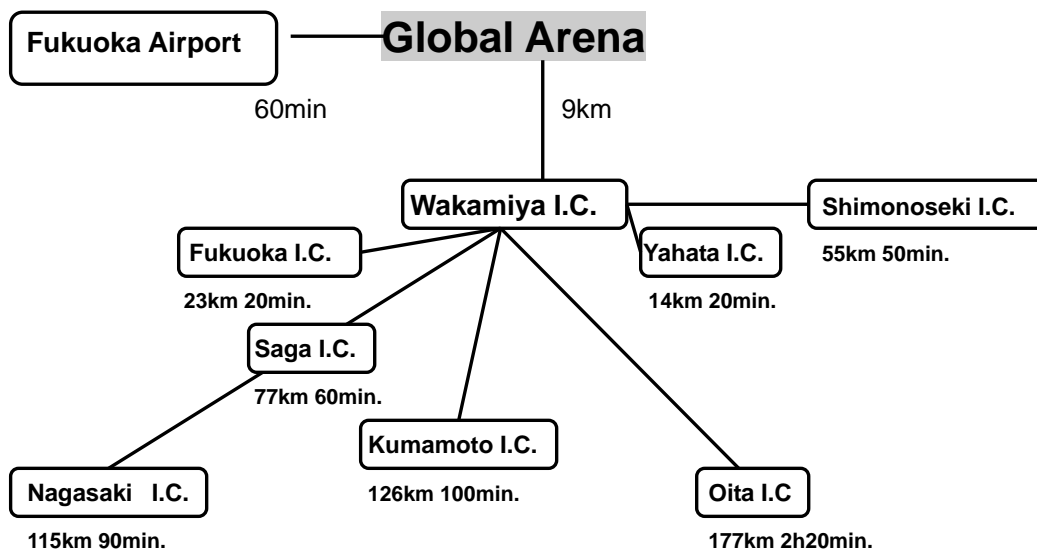 Fukuoka Airport
Global Arena
60min
9km
Wakamiya I.C.
Shimonoseki I.C.
Fukuoka I.C.
Yahata I.C.
55km 50min.
23km 20min.
14km 20min.
Saga I.C.
77km 60min.
Kumamoto I.C.
126km 100min.
Nagasaki I.C.
Oita I.C
115km 90min.
177km 2h20min.